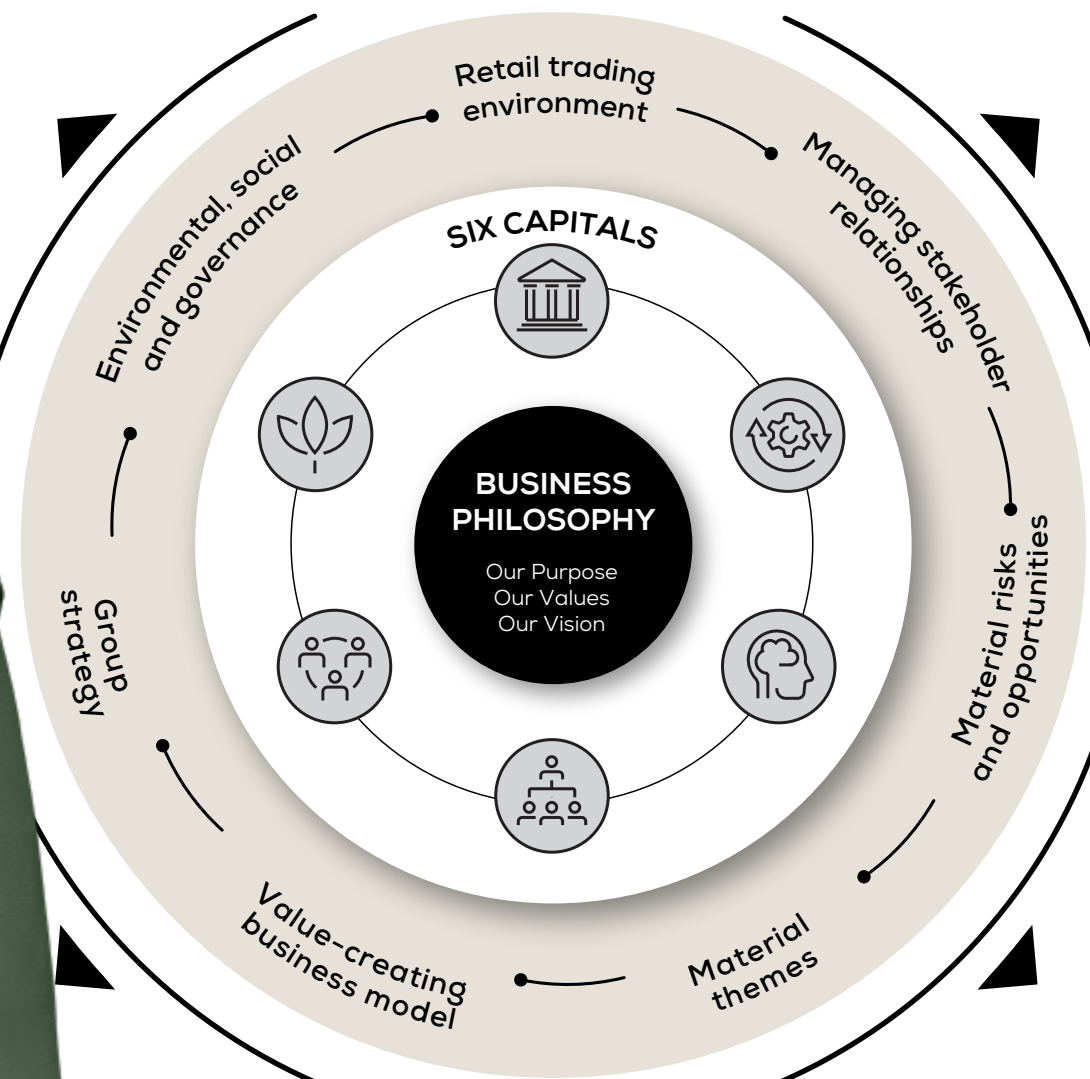 Retail trading
environment
Managing stakeholder
relationships
Material risks
and opportunities
Material
themes
Value-creating
business model
Group
strategy
Environmental, social
and governance
SIX CAPITALS
BUSINESS
PHILOSOPHY
Our Purpose
Our Values
Our Vision